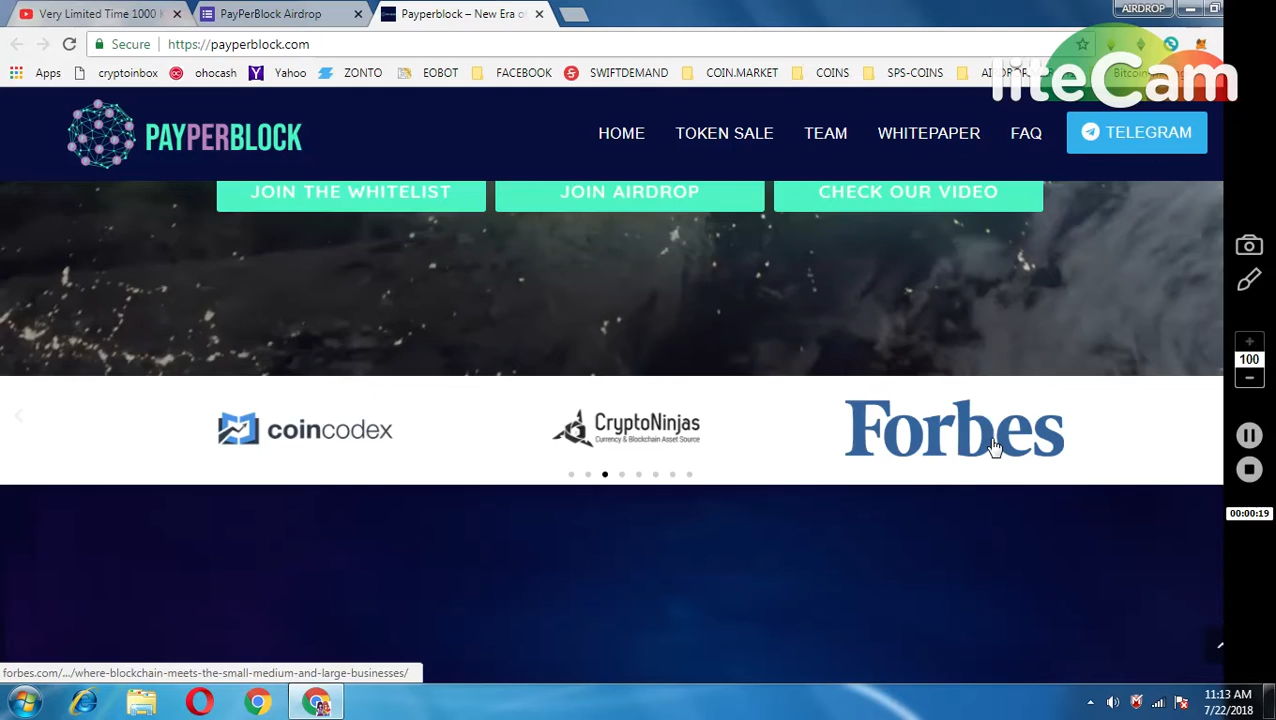 Very Limited Time 1000
PayPerBlock Airdrop
Payperblock – New Era o
AIRDROP
Secure
https://payperblock.com
Apps
cryptoinbox
ohocash
Yahoo
ZONTO
EOBOT
FACEBOOK
SWIFTDEMAND
COIN.MARKET
COINS
SPS-COINS
liteCam
PAYPERBLOCK
HOME
TOKEN SALE
TEAM
WHITEPAPER
FAQ
TELEGRAM
JOIN THE WHITELIST
JOIN AIRDROP
CHECK OUR VIDEO
100
coincodex
CryptoNinjas
Currency & Blockchain Asset Source
Forbes
00:00:19
forbes.com/.../where-blockchain-meets-the-small-medium-and-large-businesses/
11:13 AM
7/22/2018